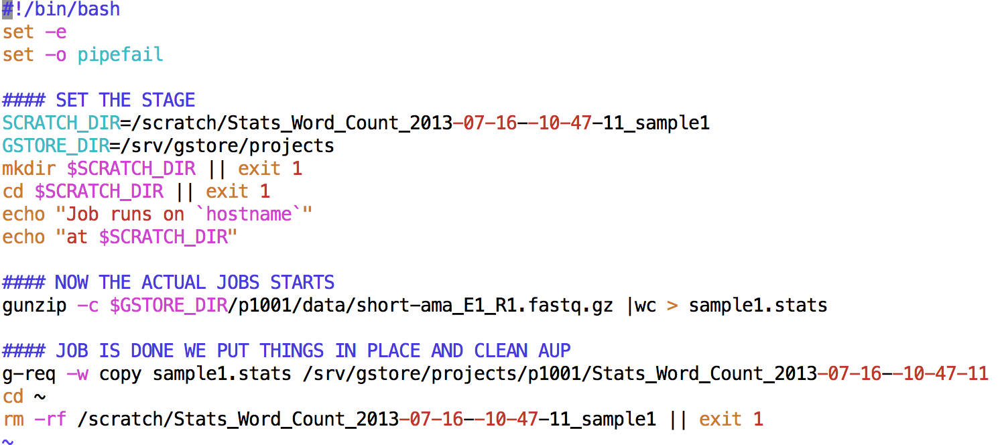 #!/bin/bash
set -e
set -o pipefail
#### SET THE STAGE
SCRATCH_DIR=/scratch/Stats_Word_Count_2013-07-16--10-47-11_sample1
GSTORE_DIR=/srv/gstore/projects
mkdir $SCRATCH_DIR || exit 1
cd $SCRATCH_DIR || exit 1
echo "Job runs on `hostname`"
echo "at $SCRATCH_DIR"
#### NOW THE ACTUAL JOBS STARTS
gunzip -c $GSTORE_DIR/p1001/data/short-ama_E1_R1.fastq.gz |wc > sample1.stats
#### JOB IS DONE WE PUT THINGS IN PLACE AND CLEAN AUP
g-req -w copy sample1.stats /srv/gstore/projects/p1001/Stats_Word_Count_2013-07-16--10-47-11
cd ~
rm -rf /scratch/Stats_Word_Count_2013-07-16--10-47-11_sample1 || exit 1
~